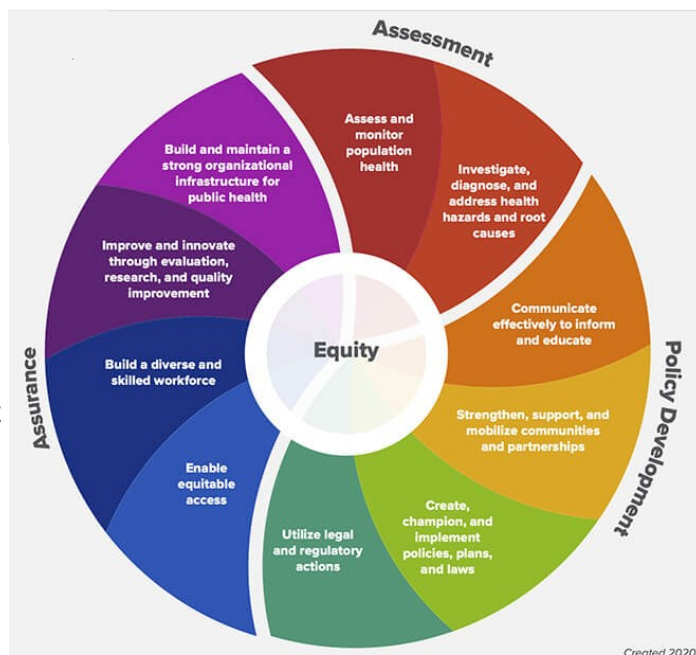 Assessment
Assess and
monitor
population
health
Investigate,
diagnose, and
address health
hazards and root
causes
Communicate
effectively to inform
and educate
Strengthen, support, and
mobilize communities
and partnerships
Create,
champion, and
implement
policies, plans,
and laws
Utilize legal
and regulatory
actions
Policy Development
Enable
equitable
access
Build a diverse and
skilled workforce
Improve and innovate
through evaluation,
research, and quality
improvement
Build and maintain a
strong organizational
infrastructure for
public health
Assurance
Equity
Created 2020